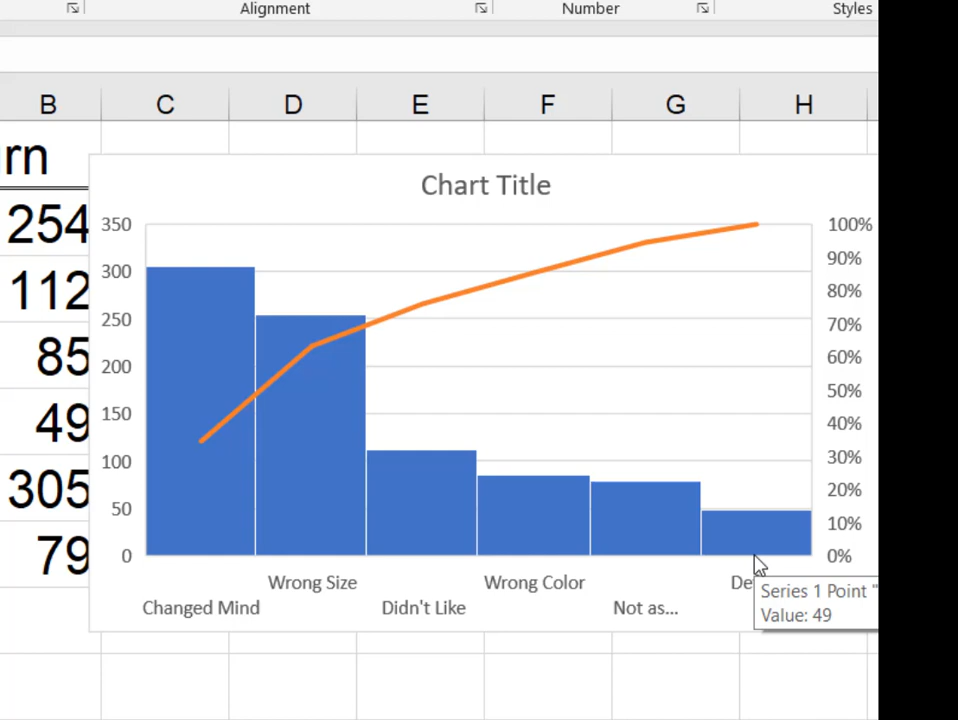 Alignment Number Styles
B C D E F G H
rn
254
112
85
49
305
79
Chart Title
350 100%
300 90%
250 80%
200 70%
150 60%
100 50%
50 40%
0 30%
20%
10%
0%
Wrong Size Wrong Color De
Changed Mind Didn't Like Not as...
Series 1 Point "
Value: 49